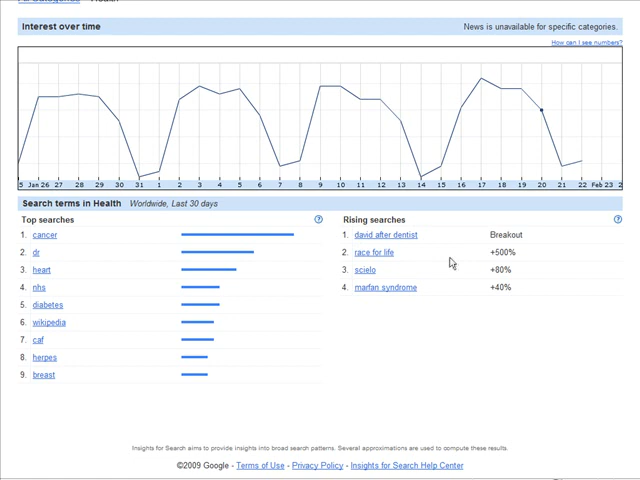 Interest over time News is unavailable for specific categories.
How can I see numbers?
5 Jan 26 27 28 29 30 31 1 2 3 4 5 6 7 8 9 10 11 12 13 14 15 16 17 18 19 20 21 22 Feb 23 2
Search terms in Health Worldwide, Last 30 days
Top searches ? Rising searches ?
1. cancer 1. david after dentist Breakout
2. dr 2. race for life +500%
3. heart 3. scielo +80%
4. nhs 4. marfan syndrome +40%
5. diabetes
6. wikipedia
7. caf
8. herpes
9. breast
Insights for Search aims to provide insights into broad search patterns. Several approximations are used to compute these results.
©2009 Google - Terms of Use - Privacy Policy - Insights for Search Help Center